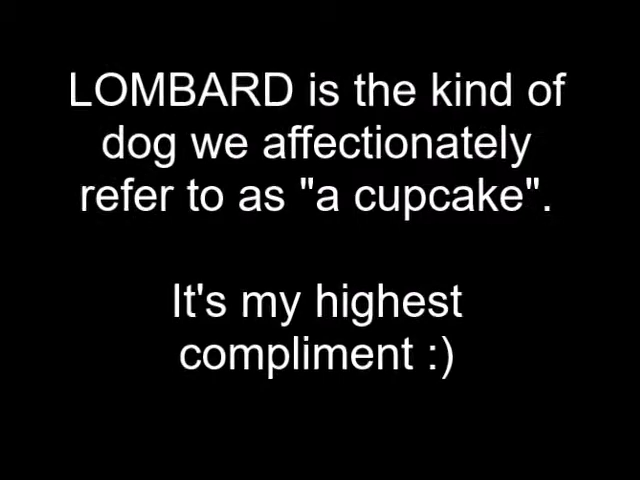 LOMBARD is the kind of
dog we affectionately
refer to as "a cupcake".
It's my highest
compliment :)